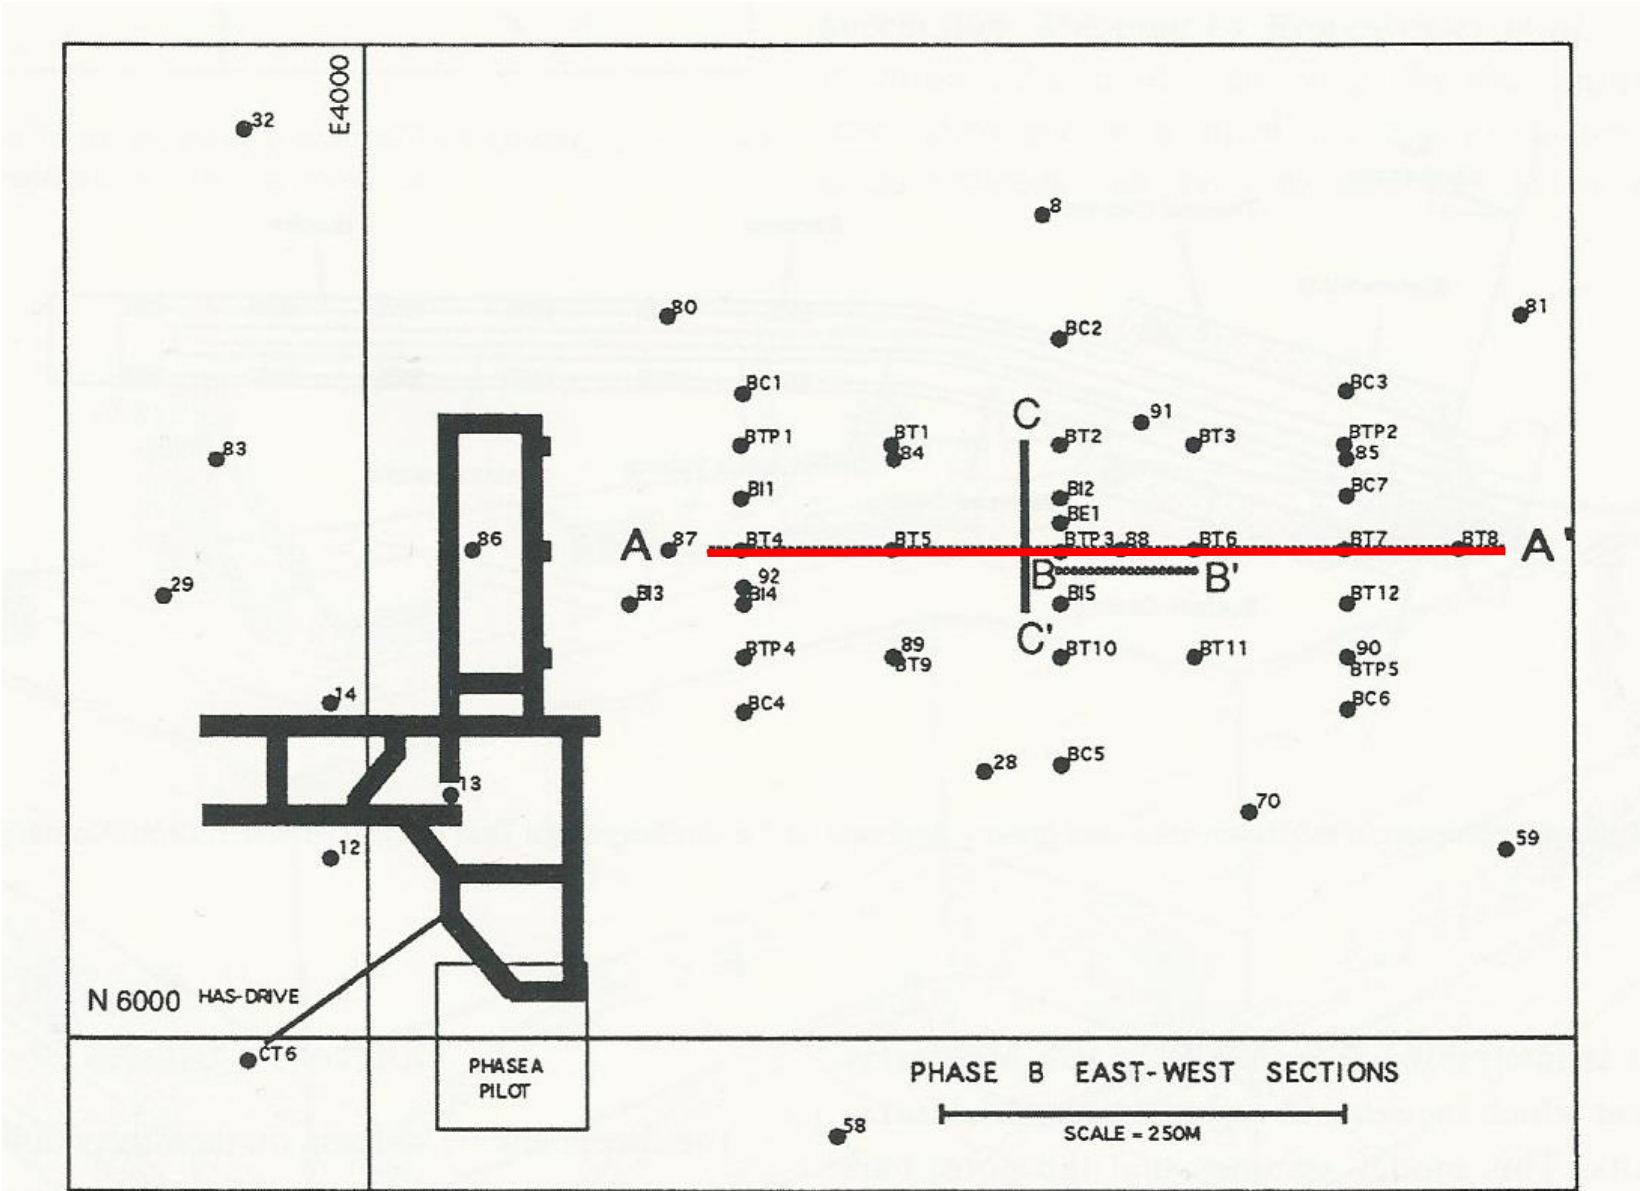 E4000
32
8
80
81
BC2
BC1
BC3
C
91
BTP1
BT1
BT2
BT3
BTP2
83
84
85
BI1
BI2
BC7
BE1
86
A
87
BT4
BT5
BTP3
88
BT6
BT7
BT8
A'
B
B'
29
92
BI3
BI4
BI5
BT12
C'
BTP4
89
BT9
BT10
BT11
90
BTP5
14
BC4
BC6
28
BC5
13
70
12
59
N 6000
HAS-DRIVE
CT6
PHASE A
PILOT
PHASE B EAST-WEST SECTIONS
SCALE = 250M
58